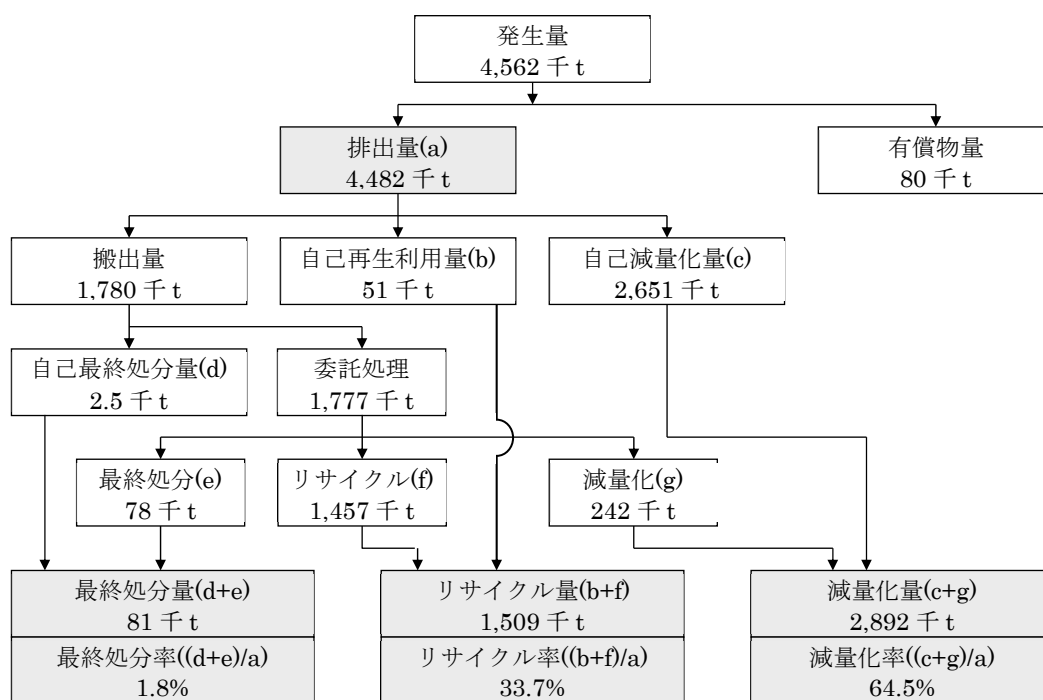 発生量
4,562 千 t
排出量(a)
4,482 千 t
有償物量
80 千 t
搬出量
1,780 千 t
自己再生利用量(b)
51 千 t
自己減量化量(c)
2,651 千 t
自己最終処分量(d)
2.5 千 t
委託処理
1,777 千 t
最終処分(e)
78 千 t
リサイクル(f)
1,457 千 t
減量化(g)
242 千 t
最終処分量(d+e)
81 千 t
最終処分率((d+e)/a)
1.8%
リサイクル量(b+f)
1,509 千 t
リサイクル率((b+f)/a)
33.7%
減量化量(c+g)
2,892 千 t
減量化率((c+g)/a)
64.5%